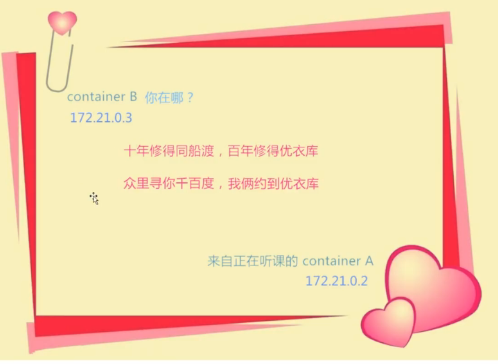 container B 你在哪？
172.21.0.3
十年修得同船渡，百年修得优衣库
众里寻你千百度，我俩约到优衣库
来自正在听课的 container A
172.21.0.2